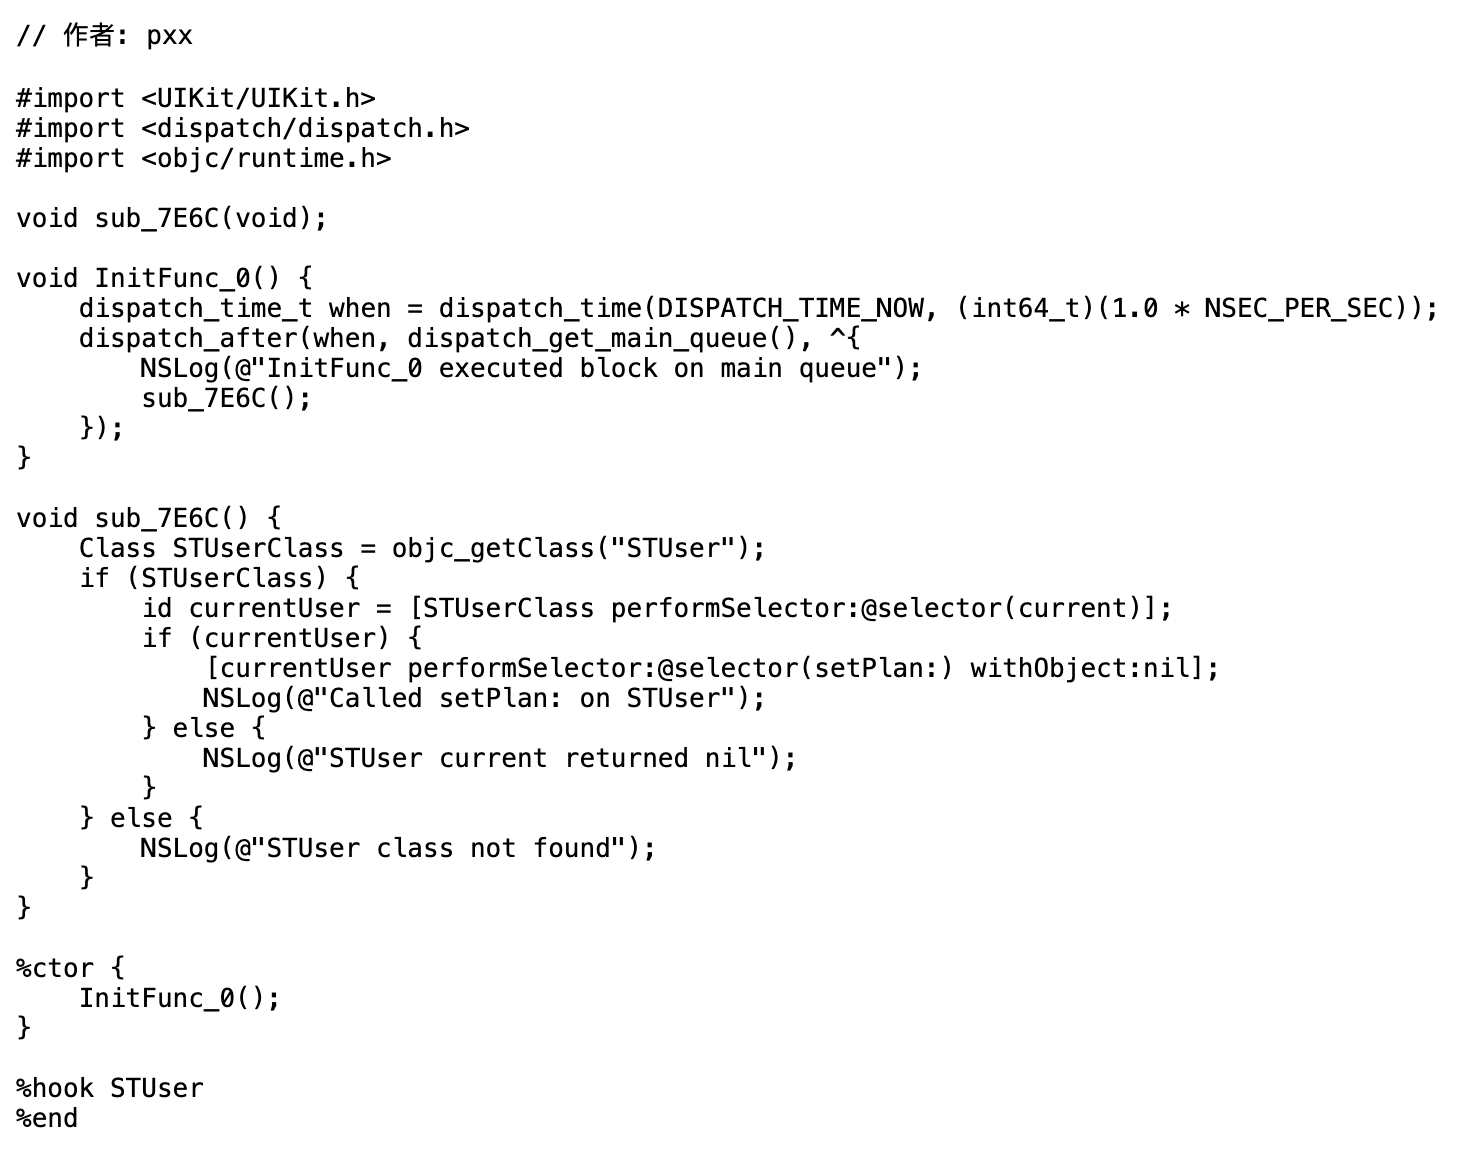 // 作者: pxx

#import <UIKit/UIKit.h>
#import <dispatch/dispatch.h>
#import <objc/runtime.h>

void sub_7E6C(void);

void InitFunc_0() {
    dispatch_time_t when = dispatch_time(DISPATCH_TIME_NOW, (int64_t)(1.0 * NSEC_PER_SEC));
    dispatch_after(when, dispatch_get_main_queue(), ^{
        NSLog(@"InitFunc_0 executed block on main queue");
        sub_7E6C();
    });
}

void sub_7E6C() {
    Class STUserClass = objc_getClass("STUser");
    if (STUserClass) {
        id currentUser = [STUserClass performSelector:@selector(current)];
        if (currentUser) {
            [currentUser performSelector:@selector(setPlan:) withObject:nil];
            NSLog(@"Called setPlan: on STUser");
        } else {
            NSLog(@"STUser current returned nil");
        }
    } else {
        NSLog(@"STUser class not found");
    }
}

%ctor {
    InitFunc_0();
}

%hook STUser
%end